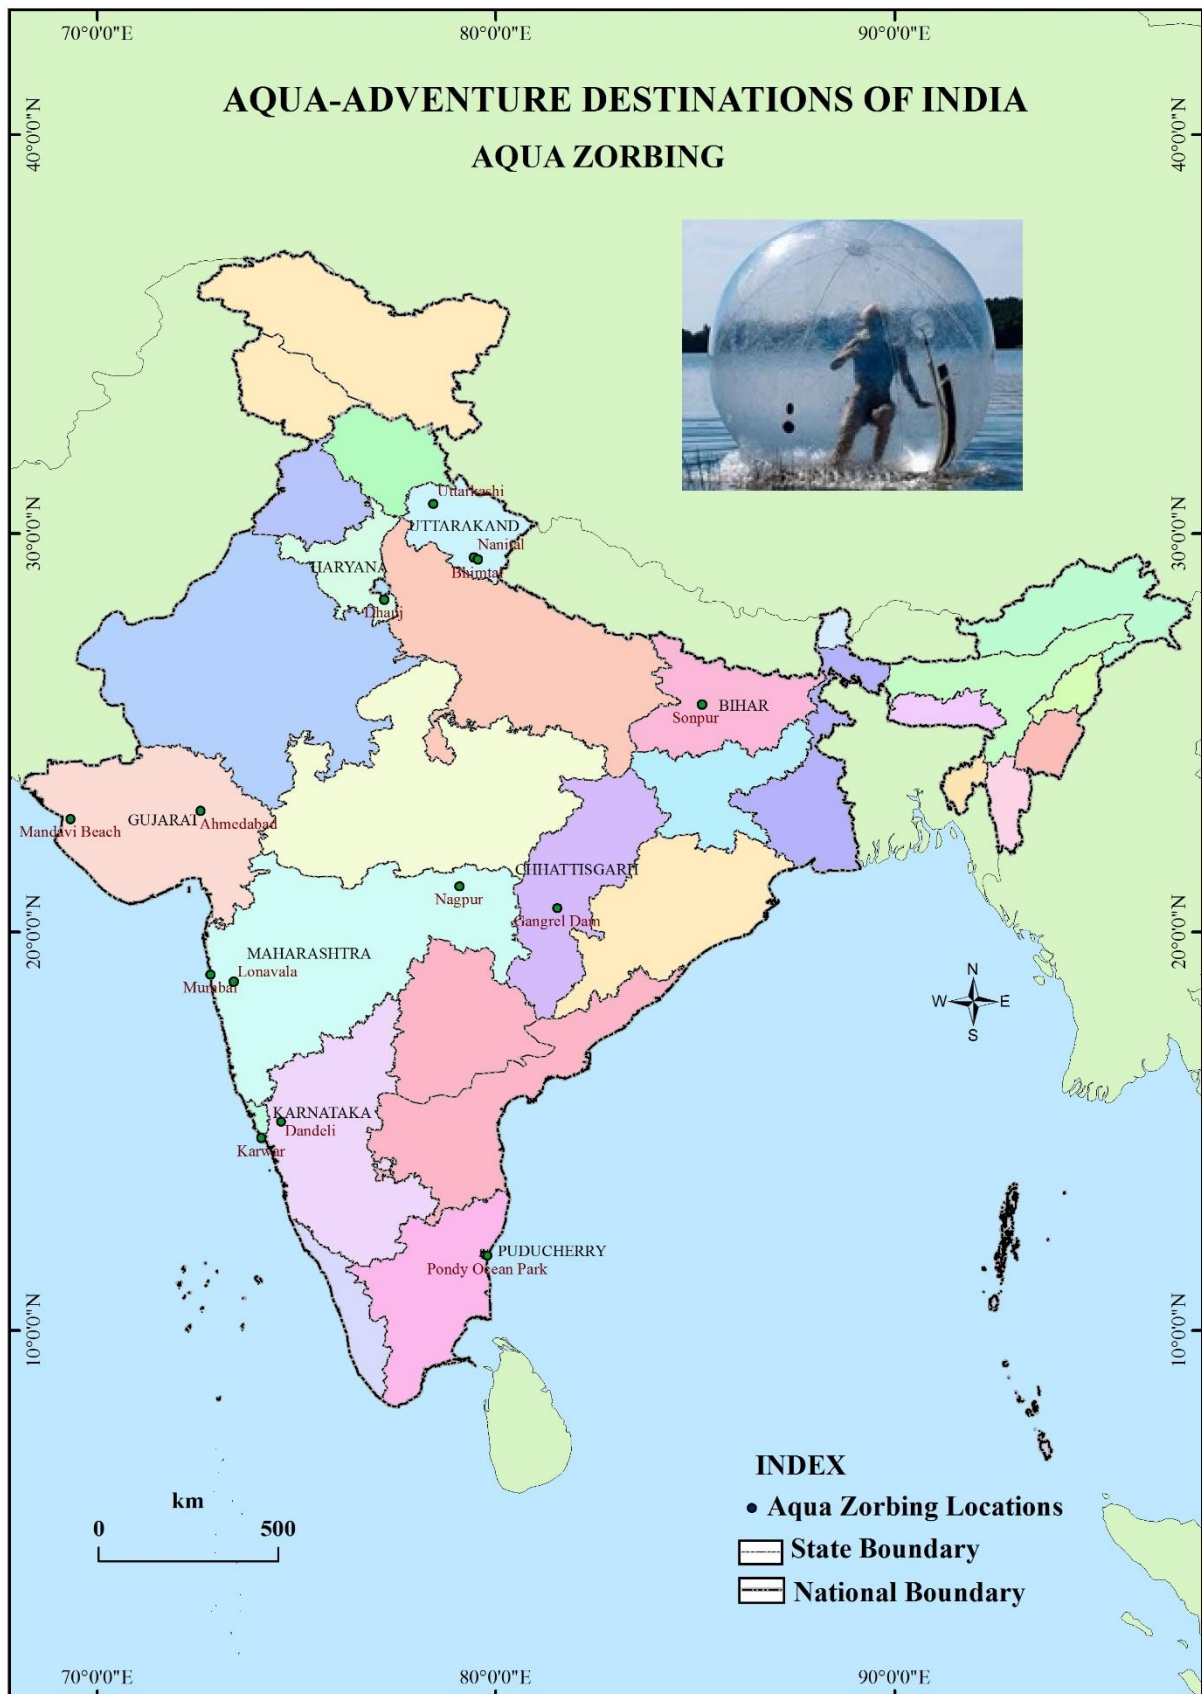 70°0'0"E
80°0'0"E
90°0'0"E
AQUA-ADVENTURE DESTINATIONS OF INDIA
AQUA ZORBING
40°0'0"N
40°0'0"N
Uttarkashi
UTTARAKAND
30°0'0"N
30°0'0"N
Nanital
HARYANA
Bhimtal
Dhauj
BIHAR
Sonpur
GUJARAT
Ahmedabad
Mandavi Beach
CHHATTISGARH
Nagpur
Gangrel Dam
20°0'0"N
20°0'0"N
MAHARASHTRA
Lonavala
Mumbai
N
W E
S
KARNATAKA
Dandeli
Karwar
PUDUCHERRY
Pondy Ocean Park
10°0'0"N
10°0'0"N
INDEX
Aqua Zorbing Locations
State Boundary
National Boundary
km
0 500
70°0'0"E
80°0'0"E
90°0'0"E